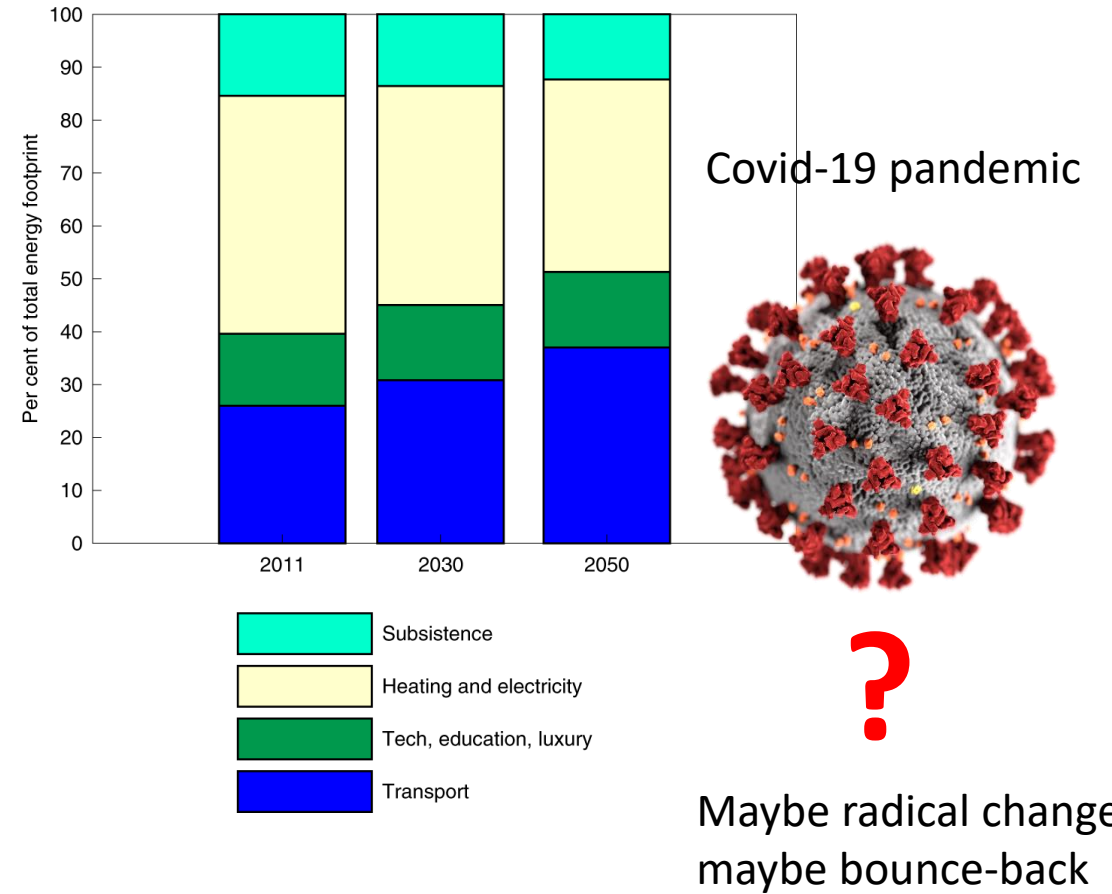 Per cent of total energy footprint
100
90
80
70
60
50
40
30
20
10
0
2011 2030 2050
Subsistence
Heating and electricity
Tech, education, luxury
Transport
Covid-19 pandemic
?
Maybe radical change
maybe bounce-back